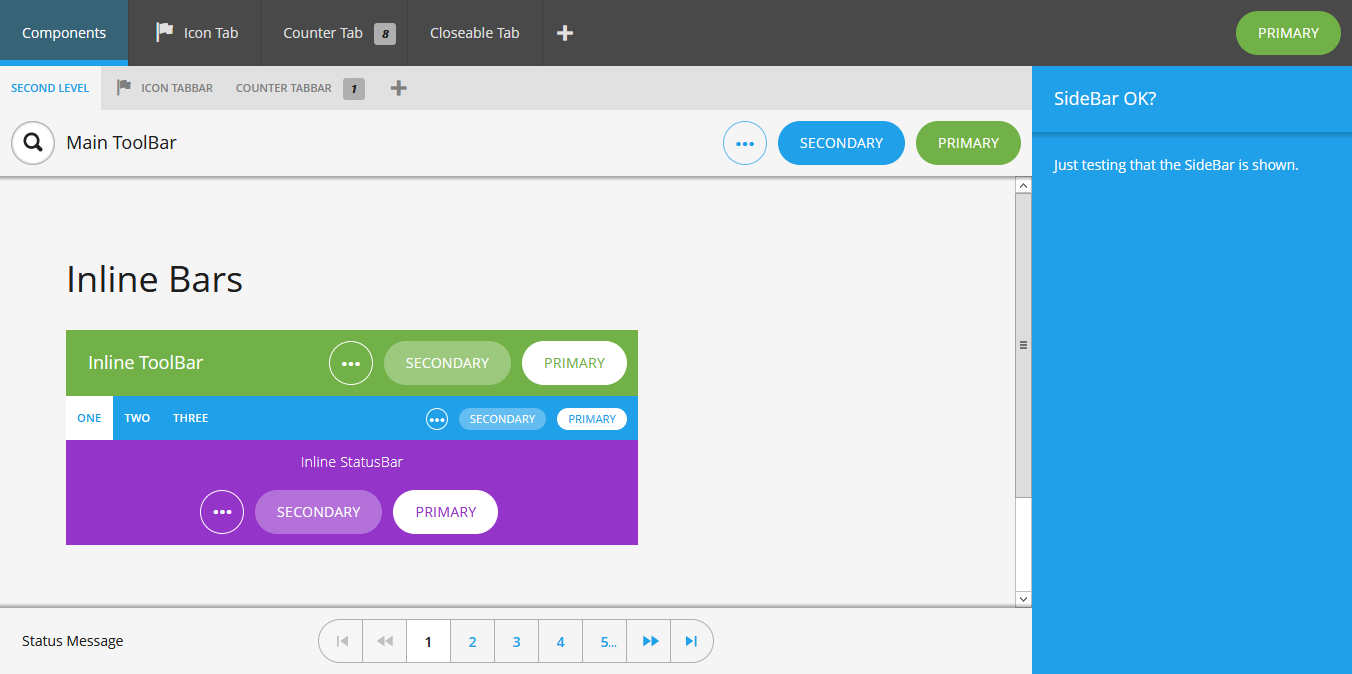 Components
Icon Tab
Counter Tab
8
Closeable Tab
PRIMARY
SECOND LEVEL
ICON TABBAR
COUNTER TABBAR
1
Main ToolBar
SECONDARY
PRIMARY
SideBar OK?
Just testing that the SideBar is shown.
Inline Bars
Inline ToolBar
SECONDARY
PRIMARY
ONE
TWO
THREE
SECONDARY
PRIMARY
Inline StatusBar
SECONDARY
PRIMARY
Status Message
1
2
3
4
5...